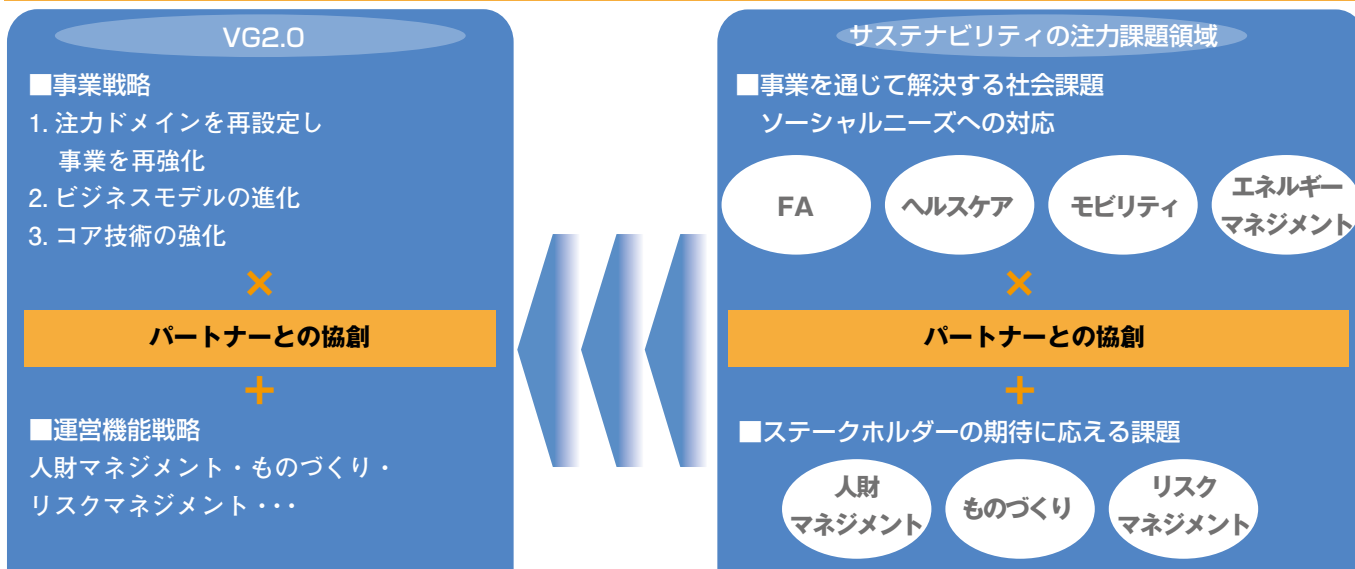 VG2.0
■事業戦略
1. 注力ドメインを再設定し
事業を再強化
2. ビジネスモデルの進化
3. コア技術の強化
×
パートナーとの協創
+
■運営機能戦略
人財マネジメント・ものづくり・
リスクマネジメント・・・
サステナビリティの注力課題領域
■事業を通じて解決する社会課題
ソーシャルニーズへの対応
FA
ヘルスケア
モビリティ
エネルギー
マネジメント
×
パートナーとの協創
+
■ステークホルダーの期待に応える課題
人財
マネジメント
ものづくり
リスク
マネジメント